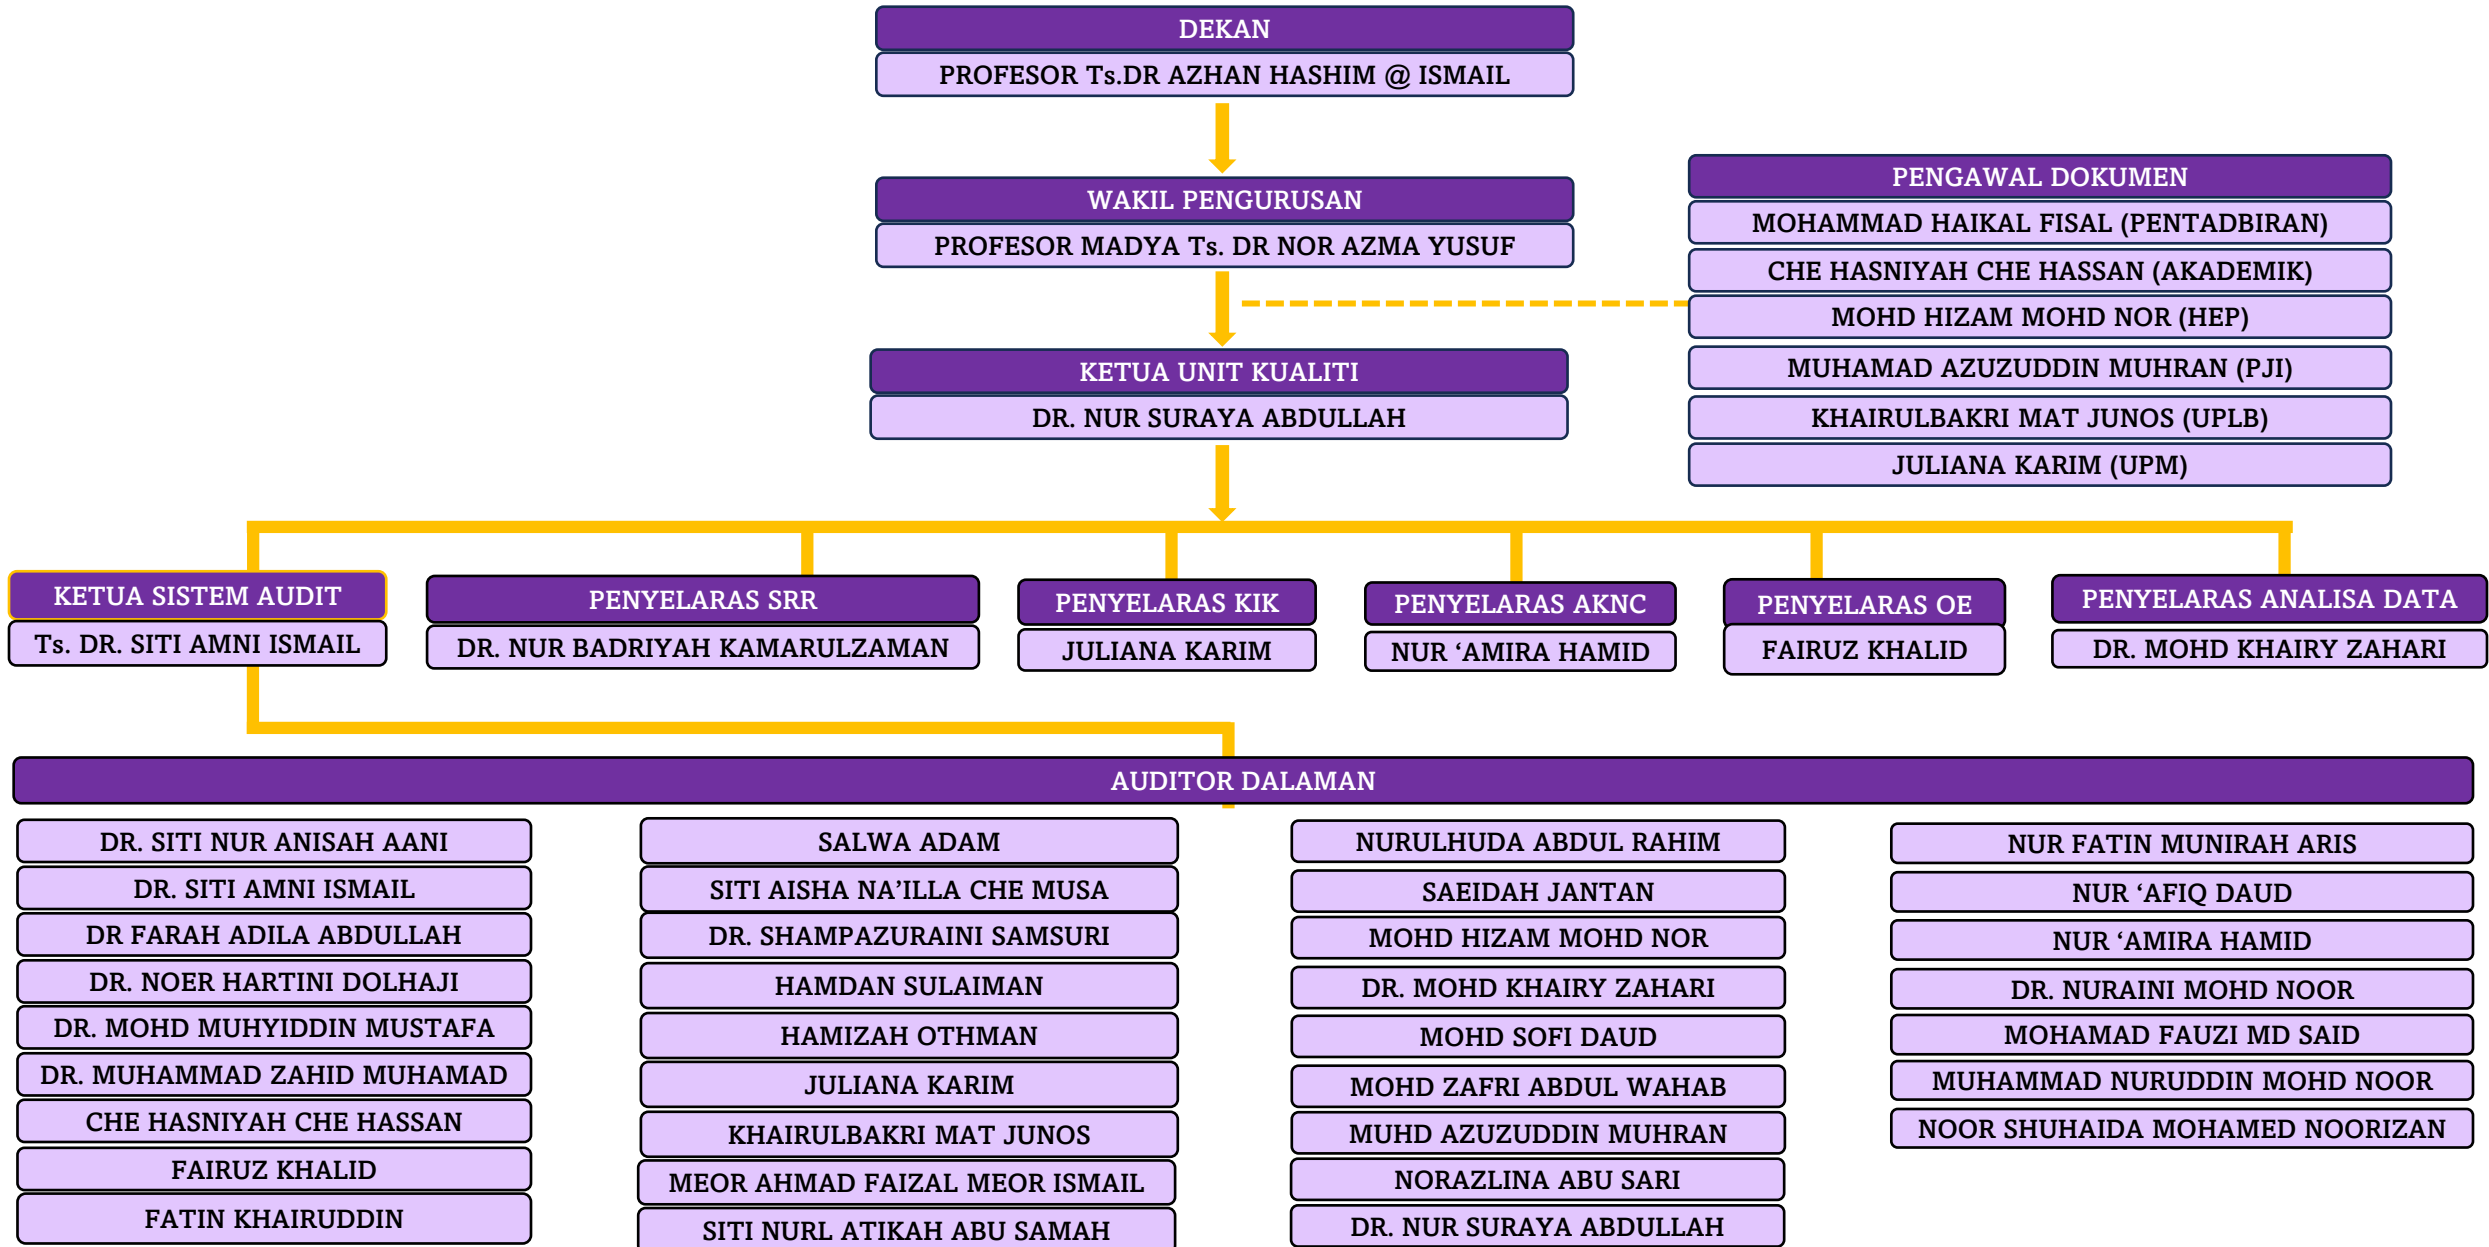 DEKAN
PROFESOR Ts.DR AZHAN HASHIM @ ISMAIL
WAKIL PENGURUSAN
PROFESOR MADYA Ts. DR NOR AZMA YUSUF
PENGAWAL DOKUMEN
MOHAMMAD HAIKAL FISAL (PENTADBIRAN)
CHE HASNIYAH CHE HASSAN (AKADEMIK)
MOHD HIZAM MOHD NOR (HEP)
MUHAMAD AZUZUDDIN MUHRAN (PJI)
KHAIRULBAKRI MAT JUNOS (UPLB)
JULIANA KARIM (UPM)
KETUA UNIT KUALITI
DR. NUR SURAYA ABDULLAH
KETUA SISTEM AUDIT
Ts. DR. SITI AMNI ISMAIL
PENYELARAS SRR
DR. NUR BADRIYAH KAMARULZAMAN
PENYELARAS KIK
JULIANA KARIM
PENYELARAS AKNC
NUR ‘AMIRA HAMID
PENYELARAS OE
FAIRUZ KHALID
PENYELARAS ANALISA DATA
DR. MOHD KHAIRY ZAHARI
AUDITOR DALAMAN
DR. SITI NUR ANISAH AANI
DR. SITI AMNI ISMAIL
DR FARAH ADILA ABDULLAH
DR. NOER HARTINI DOLHAJI
DR. MOHD MUHYIDDIN MUSTAFA
DR. MUHAMMAD ZAHID MUHAMAD
CHE HASNIYAH CHE HASSAN
FAIRUZ KHALID
FATIN KHAIRUDDIN
SALWA ADAM
SITI AISHA NA’ILLA CHE MUSA
DR. SHAMPAZURAINI SAMSURI
HAMDAN SULAIMAN
HAMIZAH OTHMAN
JULIANA KARIM
KHAIRULBAKRI MAT JUNOS
MEOR AHMAD FAIZAL MEOR ISMAIL
SITI NURL ATIKAH ABU SAMAH
NURULHUDA ABDUL RAHIM
SAEIDAH JANTAN
MOHD HIZAM MOHD NOR
DR. MOHD KHAIRY ZAHARI
MOHD SOFI DAUD
MOHD ZAFRI ABDUL WAHAB
MUHD AZUZUDDIN MUHRAN
NORAZLINA ABU SARI
DR. NUR SURAYA ABDULLAH
NUR FATIN MUNIRAH ARIS
NUR ‘AFIQ DAUD
NUR ‘AMIRA HAMID
DR. NURAINI MOHD NOOR
MOHAMAD FAUZI MD SAID
MUHAMMAD NURUDDIN MOHD NOOR
NOOR SHUHAIDA MOHAMED NOORIZAN